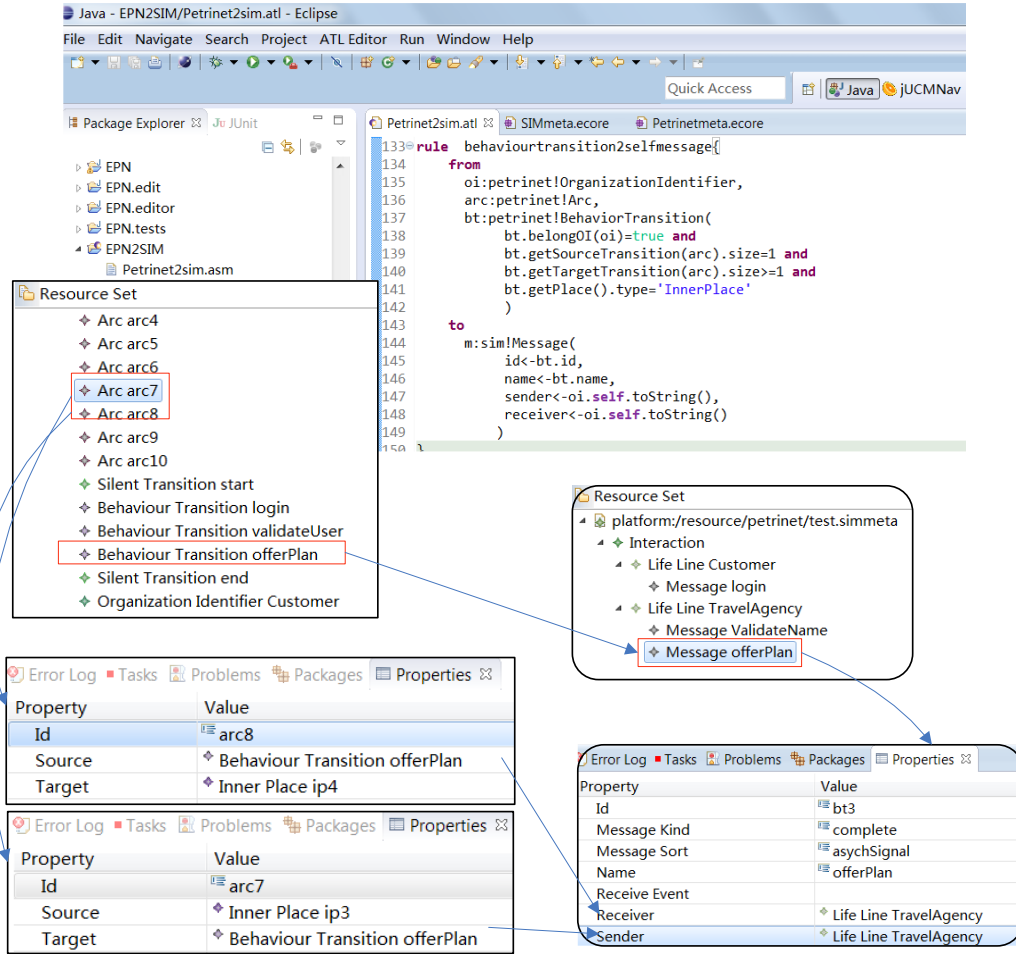 Java - EPN2SIM/Petrinet2sim.atl - Eclipse
File Edit Navigate Search Project ATL Editor Run Window Help
Quick Access
Java
jUCMNav
Package Explorer
Ju JUnit
EPN
EPN.edit
EPN.editor
EPN.tests
EPN2SIM
Petrinet2sim.asm
Petrinet2sim.atl SIMmeta.ecore Petrinetmeta.ecore
133 rule behaviourtransition2selfmessage{
134 from
135 oi:petrinet!OrganizationIdentifier,
136 arc:petrinet!Arc,
137 bt:petrinet!BehaviorTransition(
138 bt.belongOI(oi)=true and
139 bt.getSourceTransition(arc).size=1 and
140 bt.getTargetTransition(arc).size>=1 and
141 bt.getPlace().type='InnerPlace'
142 )
143 to
144 m:sim!Message(
145 id<-bt.id,
146 name<-bt.name,
147 sender<-oi.self.toString(),
148 receiver<-oi.self.toString()
149 )
150 }
Resource Set
Arc arc4
Arc arc5
Arc arc6
Arc arc7
Arc arc8
Arc arc9
Arc arc10
Silent Transition start
Behaviour Transition login
Behaviour Transition validateUser
Behaviour Transition offerPlan
Silent Transition end
Organization Identifier Customer
Resource Set
platform:/resource/petrinet/test.simmeta
Interaction
Life Line Customer
Message login
Life Line TravelAgency
Message ValidateName
Message offerPlan
Error Log Tasks Problems Packages Properties
Property Value
Id arc8
Source Behaviour Transition offerPlan
Target Inner Place ip4
Error Log Tasks Problems Packages Properties
Property Value
Id arc7
Source Inner Place ip3
Target Behaviour Transition offerPlan
Error Log Tasks Problems Packages Properties
Property Value
Id bt3
Message Kind complete
Message Sort asychSignal
Name offerPlan
Receive Event
Receiver Life Line TravelAgency
Sender Life Line TravelAgency